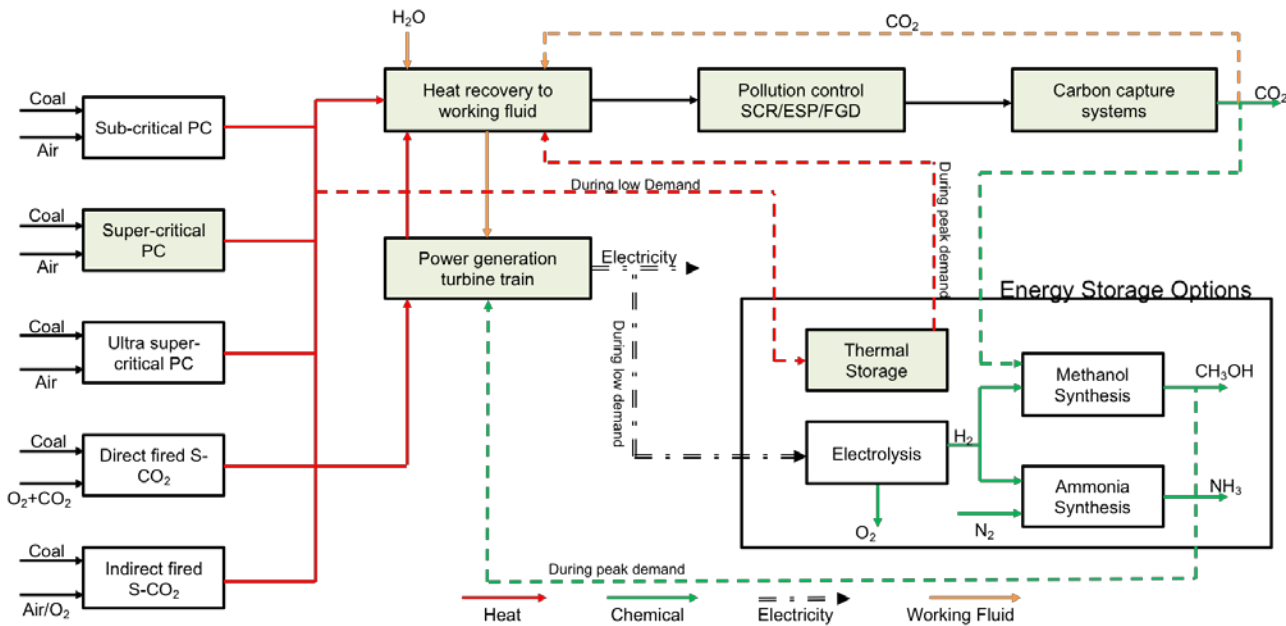 H₂O
CO₂
Coal
Sub-critical PC
Air
Heat recovery to
working fluid
Pollution control
SCR/ESP/FGD
Carbon capture
systems
CO₂
During low Demand
During peak demand
Coal
Super-critical
PC
Air
Power generation
turbine train
Electricity
During low demand
Energy Storage Options
Coal
Ultra super-
critical PC
Air
Thermal
Storage
Methanol
Synthesis
CH₃OH
Coal
Direct fired S-
CO₂
O₂+CO₂
Electrolysis
H₂
O₂
Ammonia
Synthesis
NH₃
N₂
Coal
Indirect fired
S-CO₂
Air/O₂
During peak demand
Heat
Chemical
Electricity
Working Fluid